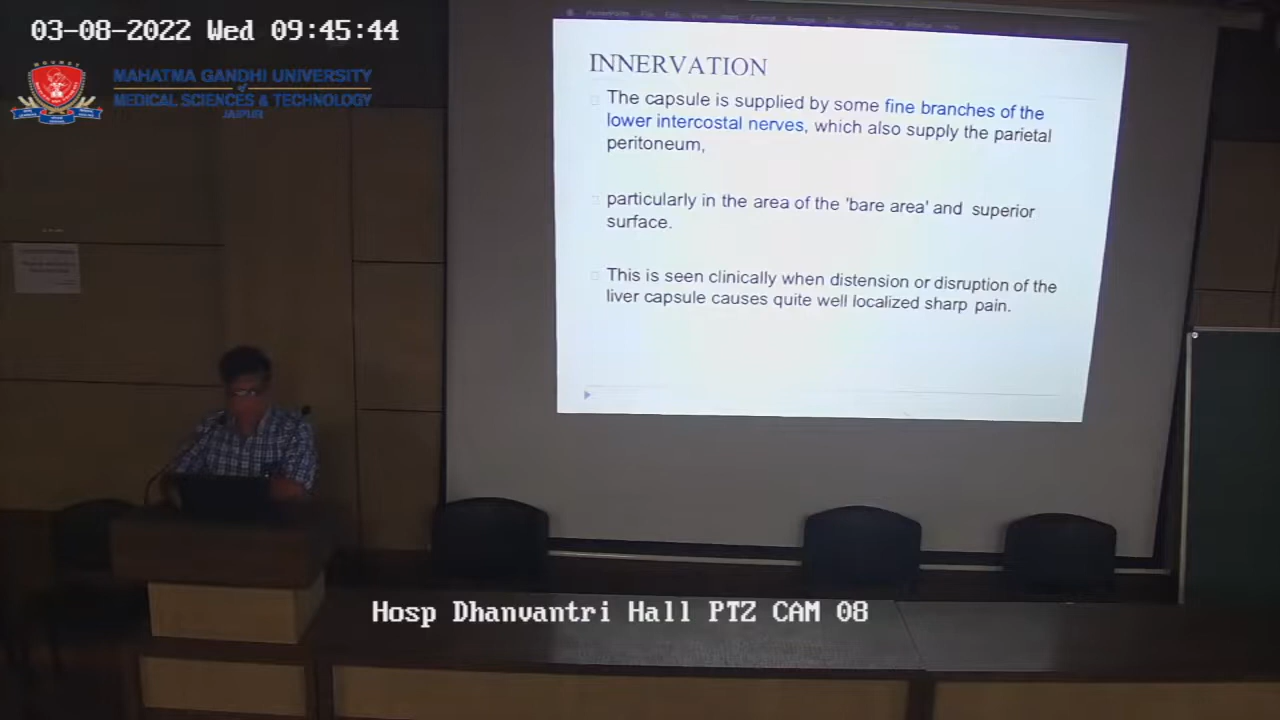 03-08-2022 Wed 09:45:44
MAHATMA GANDHI UNIVERSITY
of
MEDICAL SCIENCES & TECHNOLOGY
JAIPUR
INNERVATION
The capsule is supplied by some fine branches of the
lower intercostal nerves, which also supply the parietal
peritoneum,
particularly in the area of the 'bare area' and superior
surface.
This is seen clinically when distension or disruption of the
liver capsule causes quite well localized sharp pain.
Hosp Dhanvantri Hall PTZ CAM 08